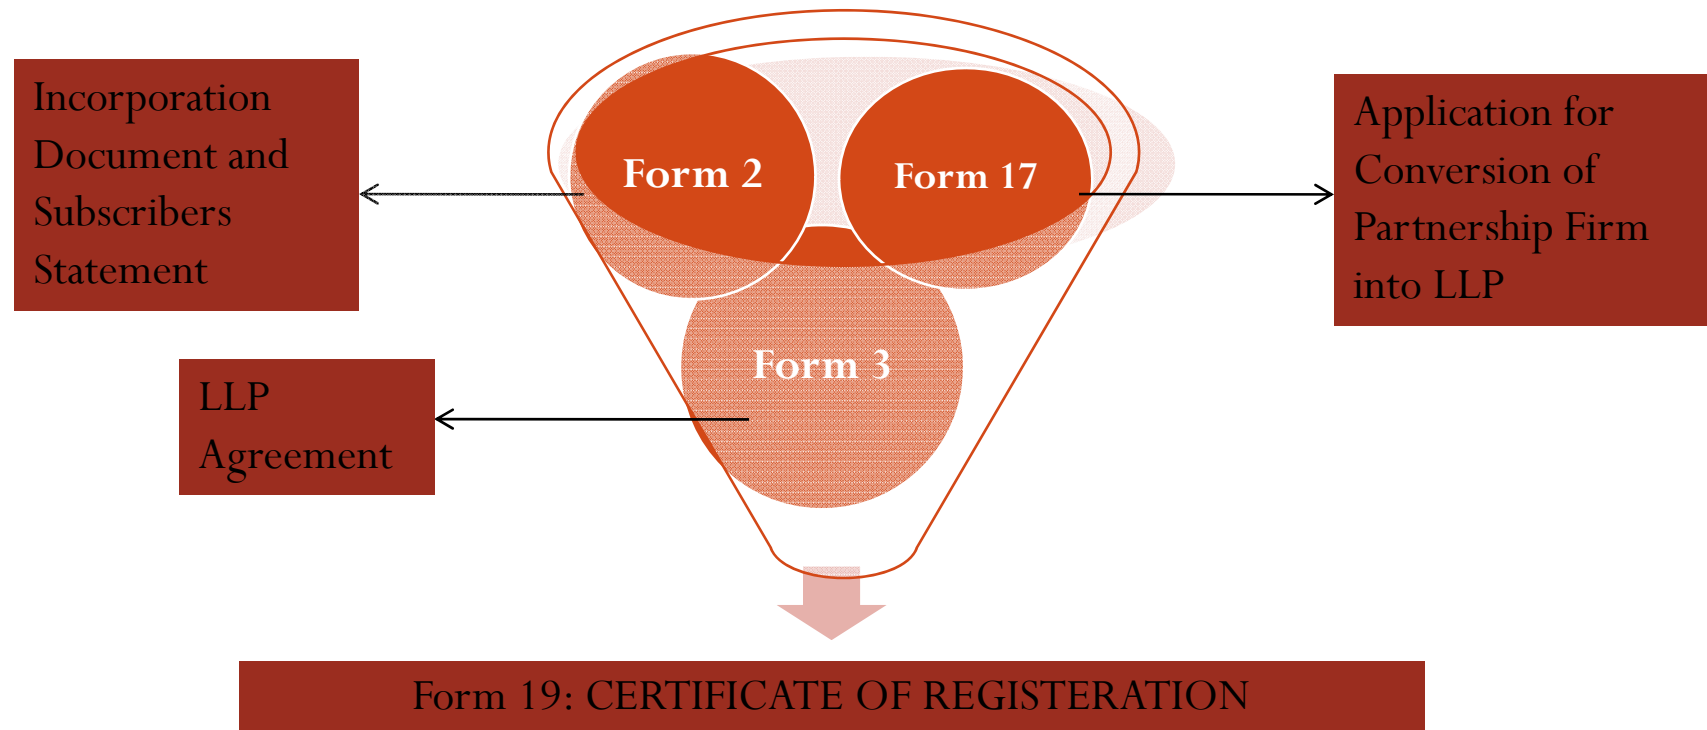 Incorporation
Document and
Subscribers
Statement
Form 2
Form 17
Application for
Conversion of
Partnership Firm
into LLP
Form 3
LLP
Agreement
Form 19: CERTIFICATE OF REGISTERATION